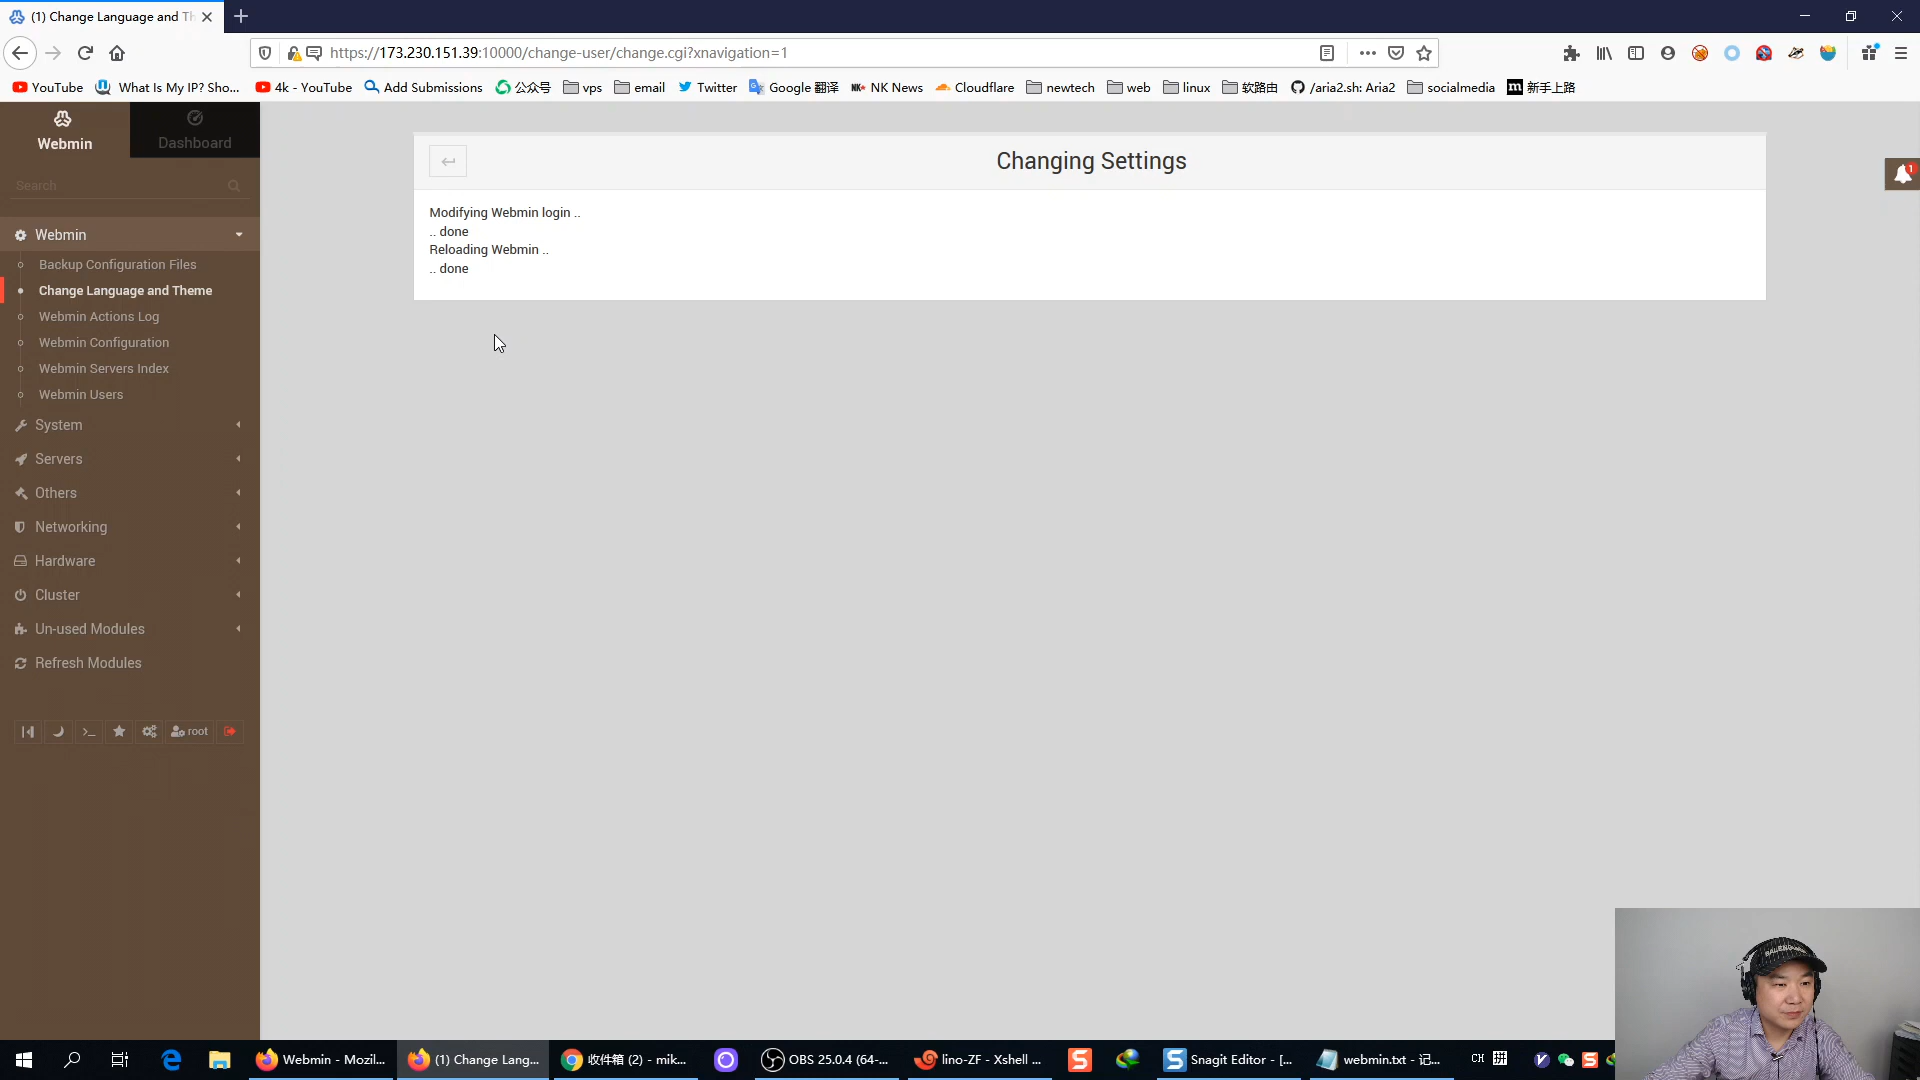 (1) Change Language and Th
https://173.230.151.39:10000/change-user/change.cgi?xnavigation=1
YouTube
What Is My IP? Sho...
4k - YouTube
Add Submissions
公众号
vps
email
Twitter
Google 翻译
NK News
Cloudflare
newtech
web
linux
软路由
/aria2.sh: Aria2
socialmedia
新手上路
Webmin
Dashboard
Search
Changing Settings
1
Modifying Webmin login ..
.. done
Reloading Webmin ..
.. done
Webmin
Backup Configuration Files
Change Language and Theme
Webmin Actions Log
Webmin Configuration
Webmin Servers Index
Webmin Users
System
Servers
Others
Networking
Hardware
Cluster
Un-used Modules
Refresh Modules
root
Webmin - Mozil...
(1) Change Lang...
收件箱 (2) - mik...
OBS 25.0.4 (64-...
lino-ZF - Xshell ...
Snagit Editor - [...
webmin.txt - 记...
CH
拼